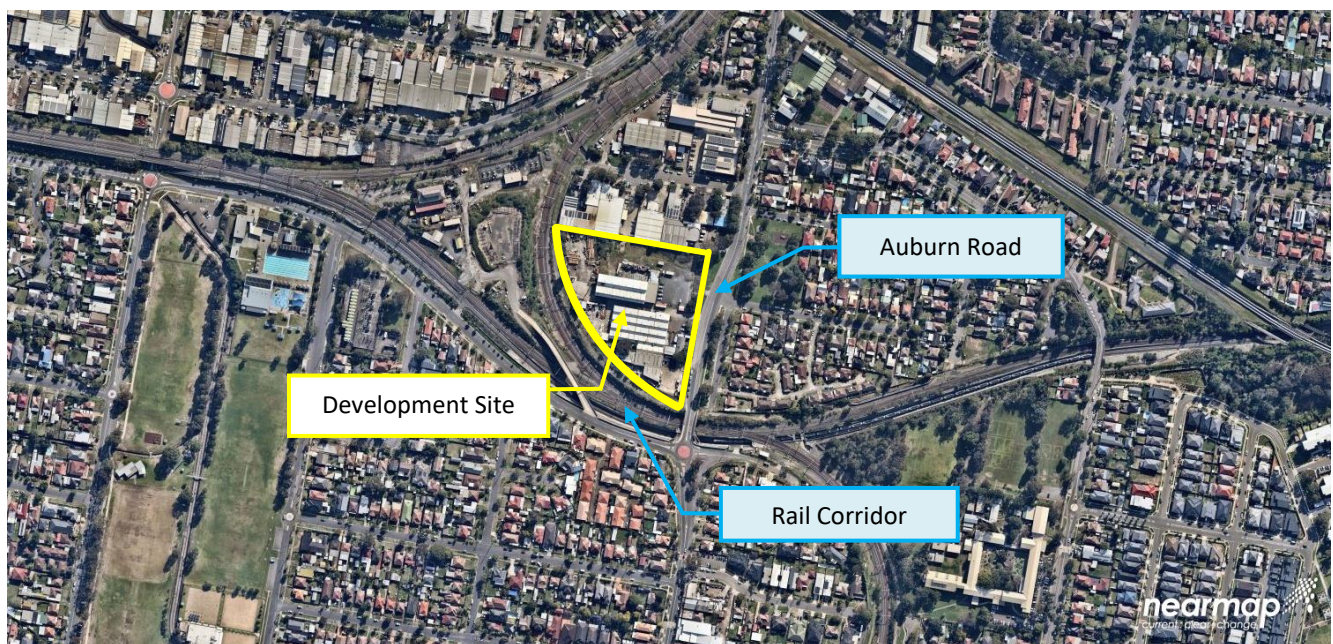 Auburn Road
Development Site
Rail Corridor
nearmap
current. clear. change.